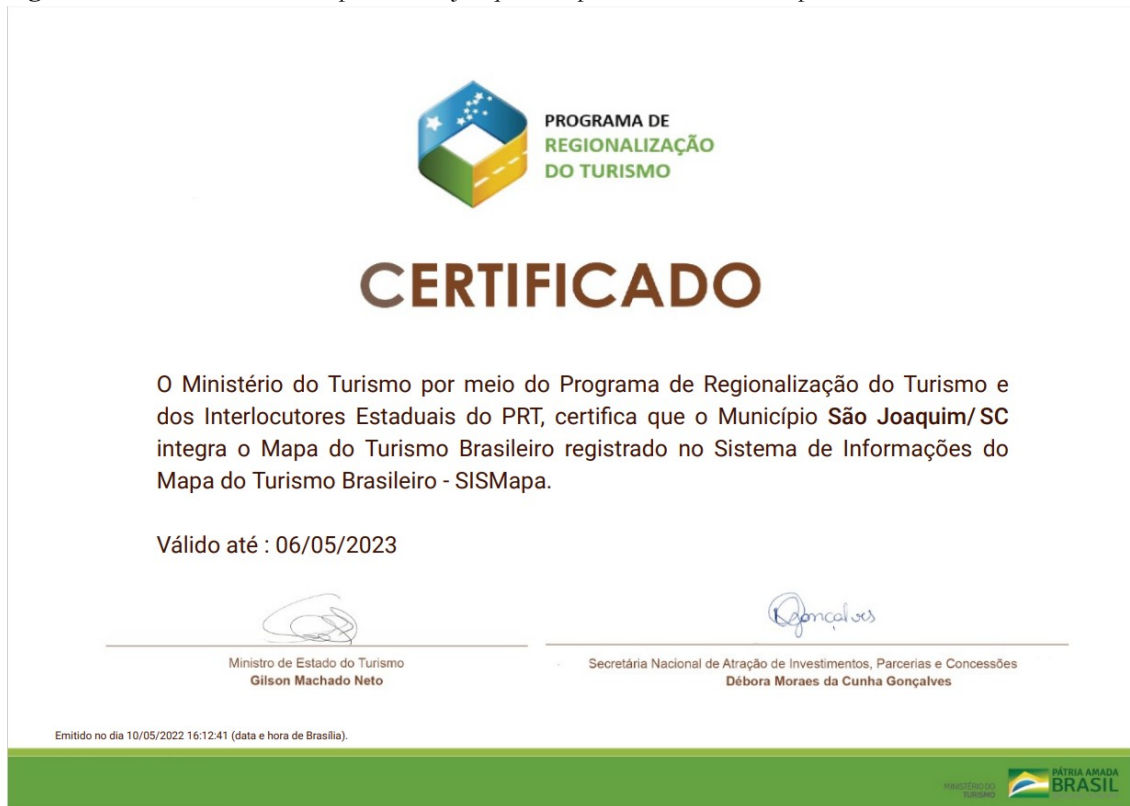 PROGRAMA DE
REGIONALIZAÇÃO
DO TURISMO
CERTIFICADO
O Ministério do Turismo por meio do Programa de Regionalização do Turismo e
dos Interlocutores Estaduais do PRT, certifica que o Município São Joaquim/ SC
integra o Mapa do Turismo Brasileiro registrado no Sistema de Informações do
Mapa do Turismo Brasileiro - SISMapa.
Válido até : 06/05/2023
Gonçalves
Ministro de Estado do Turismo
Gilson Machado Neto
Secretária Nacional de Atração de Investimentos, Parcerias e Concessões
Débora Moraes da Cunha Gonçalves
Emitido no dia 10/05/2022 16:12:41 (data e hora de Brasília).
MINISTÉRIO DO
TURISMO
PÁTRIA AMADA
BRASIL